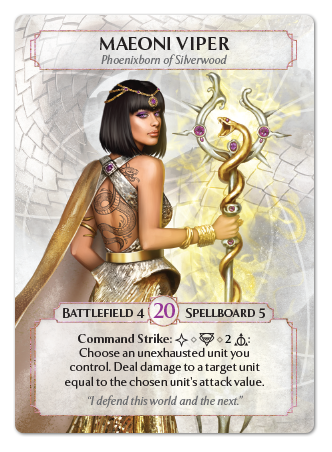 MAEONI VIPER
Phoenixborn of Silverwood
BATTLEFIELD 4 20 SPELLBOARD 5
Command Strike: 2 :
Choose an unexhausted unit you
control. Deal damage to a target unit
equal to the chosen unit's attack value.
"I defend this world and the next."